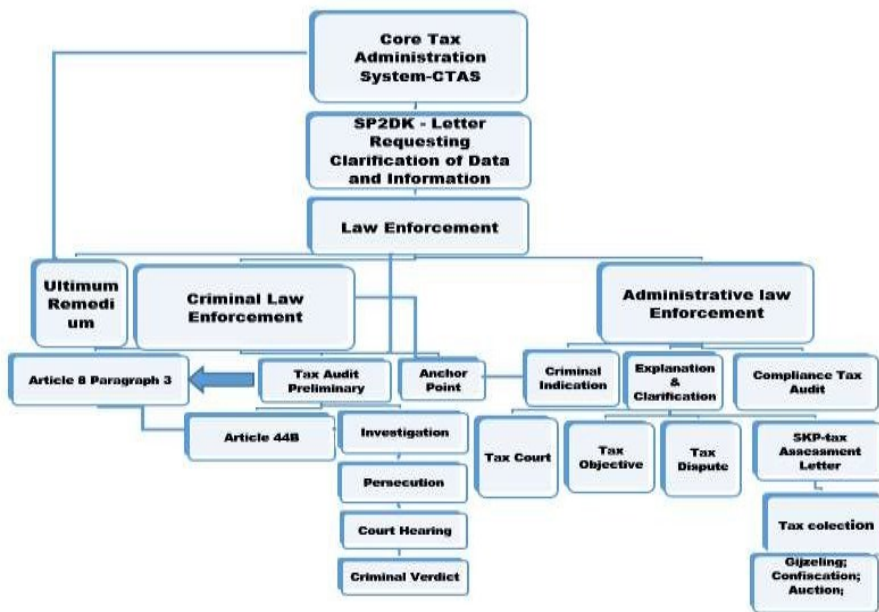 Core Tax
Administration
System-CTAS
SP2DK - Letter
Requesting
Clarification of Data
and Information
Law Enforcement
Ultimum
Remedi
um
Criminal Law
Enforcement
Administrative law
Enforcement
Article 8 Paragraph 3
Tax Audit
Preliminary
Anchor
Point
Criminal
Indication
Explanation
&
Clarification
Compliance Tax
Audit
Article 44B
Investigation
Tax Court
Tax
Objective
Tax
Dispute
SKP-tax
Assessment
Letter
Persecution
Court Hearing
Criminal Verdict
Tax colection
Gijzeling;
Confiscation;
Auction;